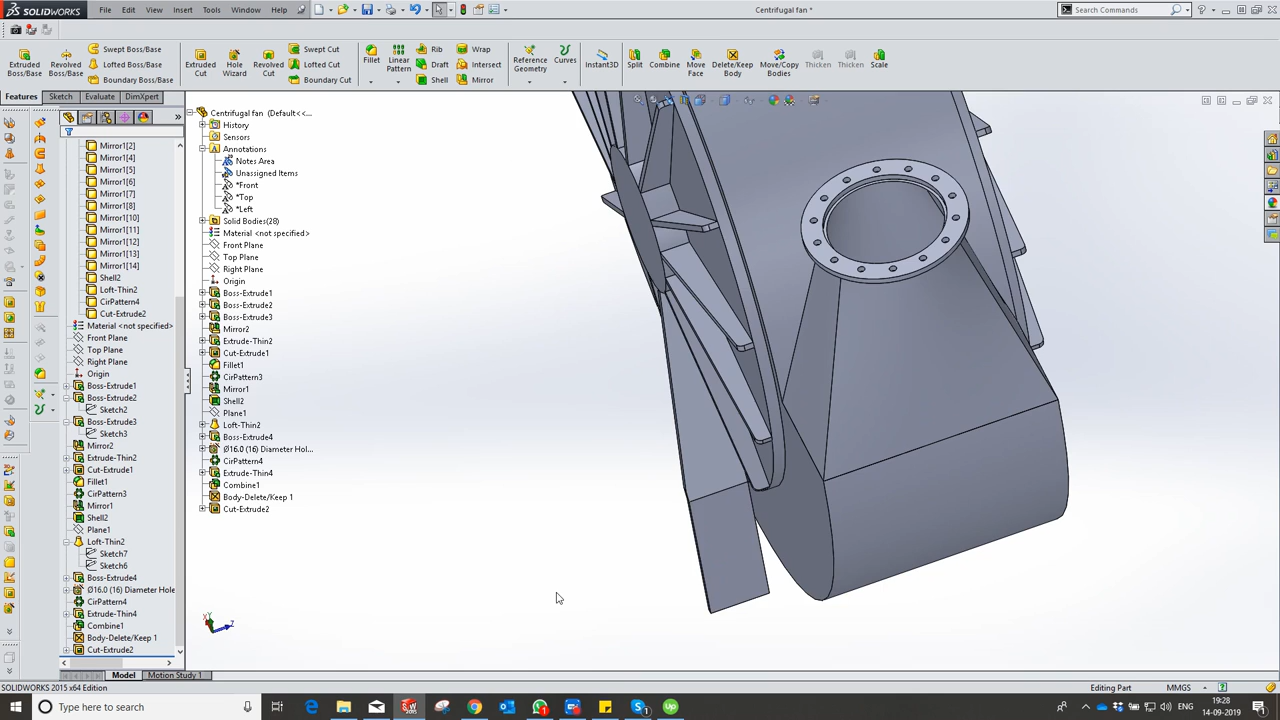 SOLIDWORKS File Edit View Insert Tools Window Help Centrifugal fan * Search Commands
Extruded Boss/Base Revolved Boss/Base Swept Boss/Base Lofted Boss/Base Boundary Boss/Base Extruded Cut Hole Wizard Revolved Cut Swept Cut Lofted Cut Boundary Cut Fillet Linear Pattern Rib Draft Shell Wrap Intersect Mirror Reference Geometry Curves Instant3D Split Combine Move Face Delete/Keep Body Move/Copy Bodies Thicken Thicken Scale
Features Sketch Evaluate DimXpert
Mirror1[2]
Mirror1[4]
Mirror1[5]
Mirror1[6]
Mirror1[7]
Mirror1[8]
Mirror1[10]
Mirror1[11]
Mirror1[12]
Mirror1[13]
Mirror1[14]
Shell2
Loft-Thin2
CirPattern4
Cut-Extrude2
Material <not specified>
Front Plane
Top Plane
Right Plane
Origin
Boss-Extrude1
Boss-Extrude2
Sketch2
Boss-Extrude3
Sketch3
Mirror2
Extrude-Thin2
Cut-Extrude1
Fillet1
CirPattern3
Mirror1
Shell2
Plane1
Loft-Thin2
Sketch7
Sketch6
Boss-Extrude4
Ø16.0 (16) Diameter Hole
CirPattern4
Extrude-Thin4
Combine1
Body-Delete/Keep 1
Cut-Extrude2
Centrifugal fan (Default<<...
History
Sensors
Annotations
Notes Area
Unassigned Items
*Front
*Top
*Left
Solid Bodies(28)
Material <not specified>
Front Plane
Top Plane
Right Plane
Origin
Boss-Extrude1
Boss-Extrude2
Boss-Extrude3
Mirror2
Extrude-Thin2
Cut-Extrude1
Fillet1
CirPattern3
Mirror1
Shell2
Plane1
Loft-Thin2
Boss-Extrude4
Ø16.0 (16) Diameter Hol...
CirPattern4
Extrude-Thin4
Combine1
Body-Delete/Keep 1
Cut-Extrude2
Y
X
Z
Model Motion Study 1
SOLIDWORKS 2015 x64 Edition Editing Part MMGS
Type here to search ENG 19:28
14-09-2019